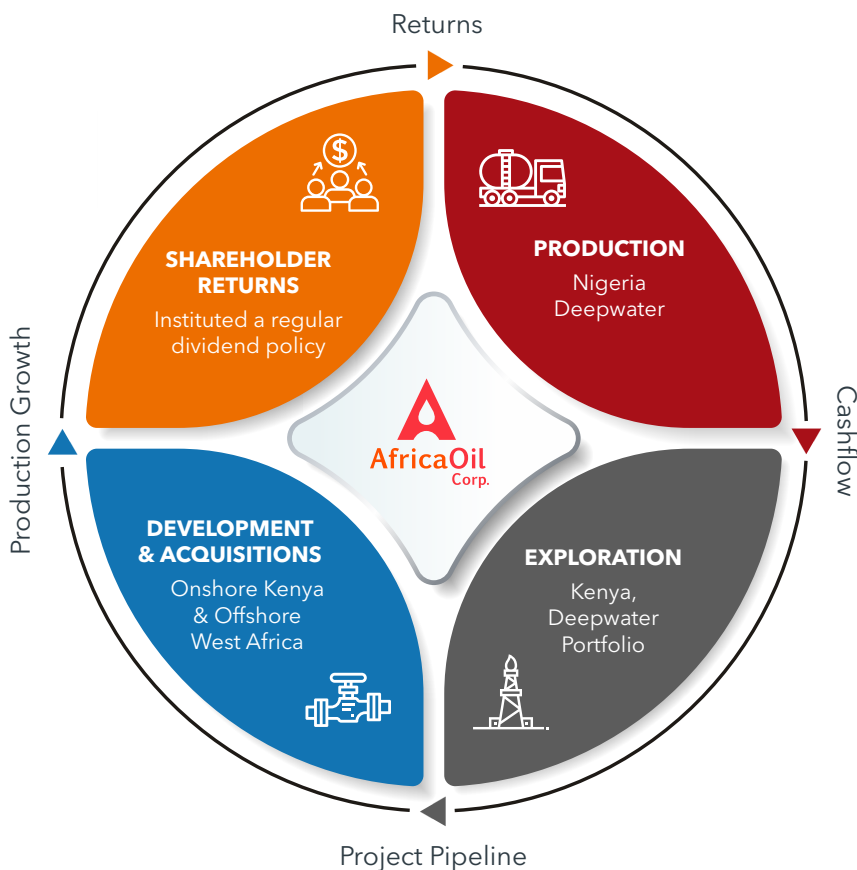 Returns
$
SHAREHOLDER
RETURNS
Instituted a regular
dividend policy
PRODUCTION
Nigeria
Deepwater
Production Growth
AfricaOil
Corp.
Cashflow
DEVELOPMENT
& ACQUISITIONS
Onshore Kenya
& Offshore
West Africa
EXPLORATION
Kenya,
Deepwater
Portfolio
Project Pipeline